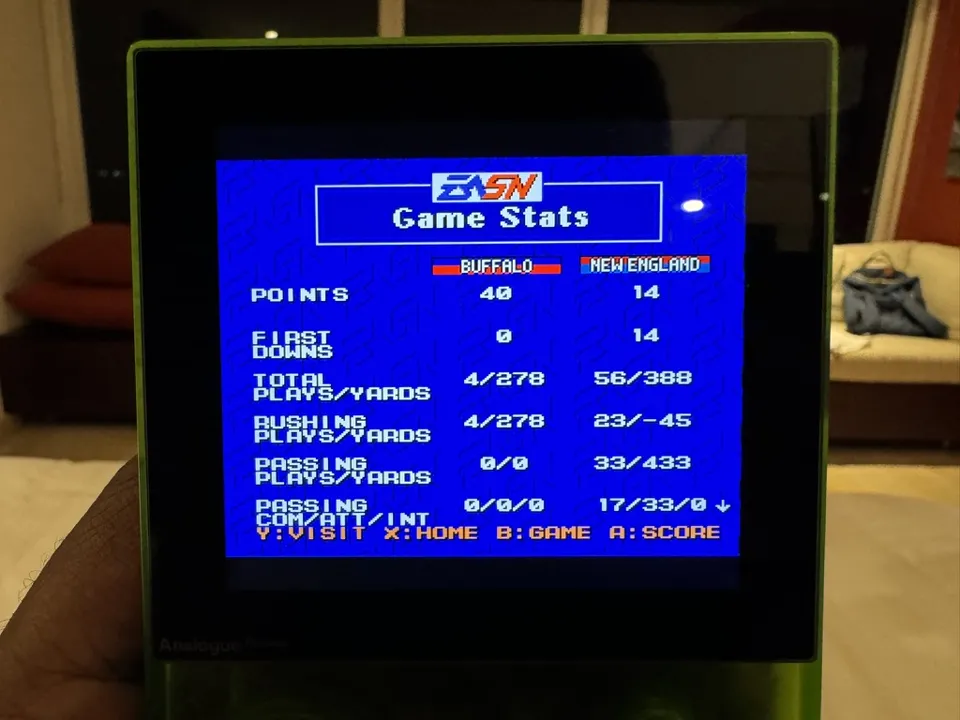 EASN
Game Stats
BUFFALO NEW ENGLAND
POINTS 40 14
FIRST DOWNS 0 14
TOTAL PLAYS/YARDS 4/278 56/388
RUSHING PLAYS/YARDS 4/278 23/-45
PASSING PLAYS/YARDS 0/0 33/433
PASSING COM/ATT/INT 0/0/0 17/33/0 ↓
Y:VISIT X:HOME B:GAME A:SCORE
Analogue